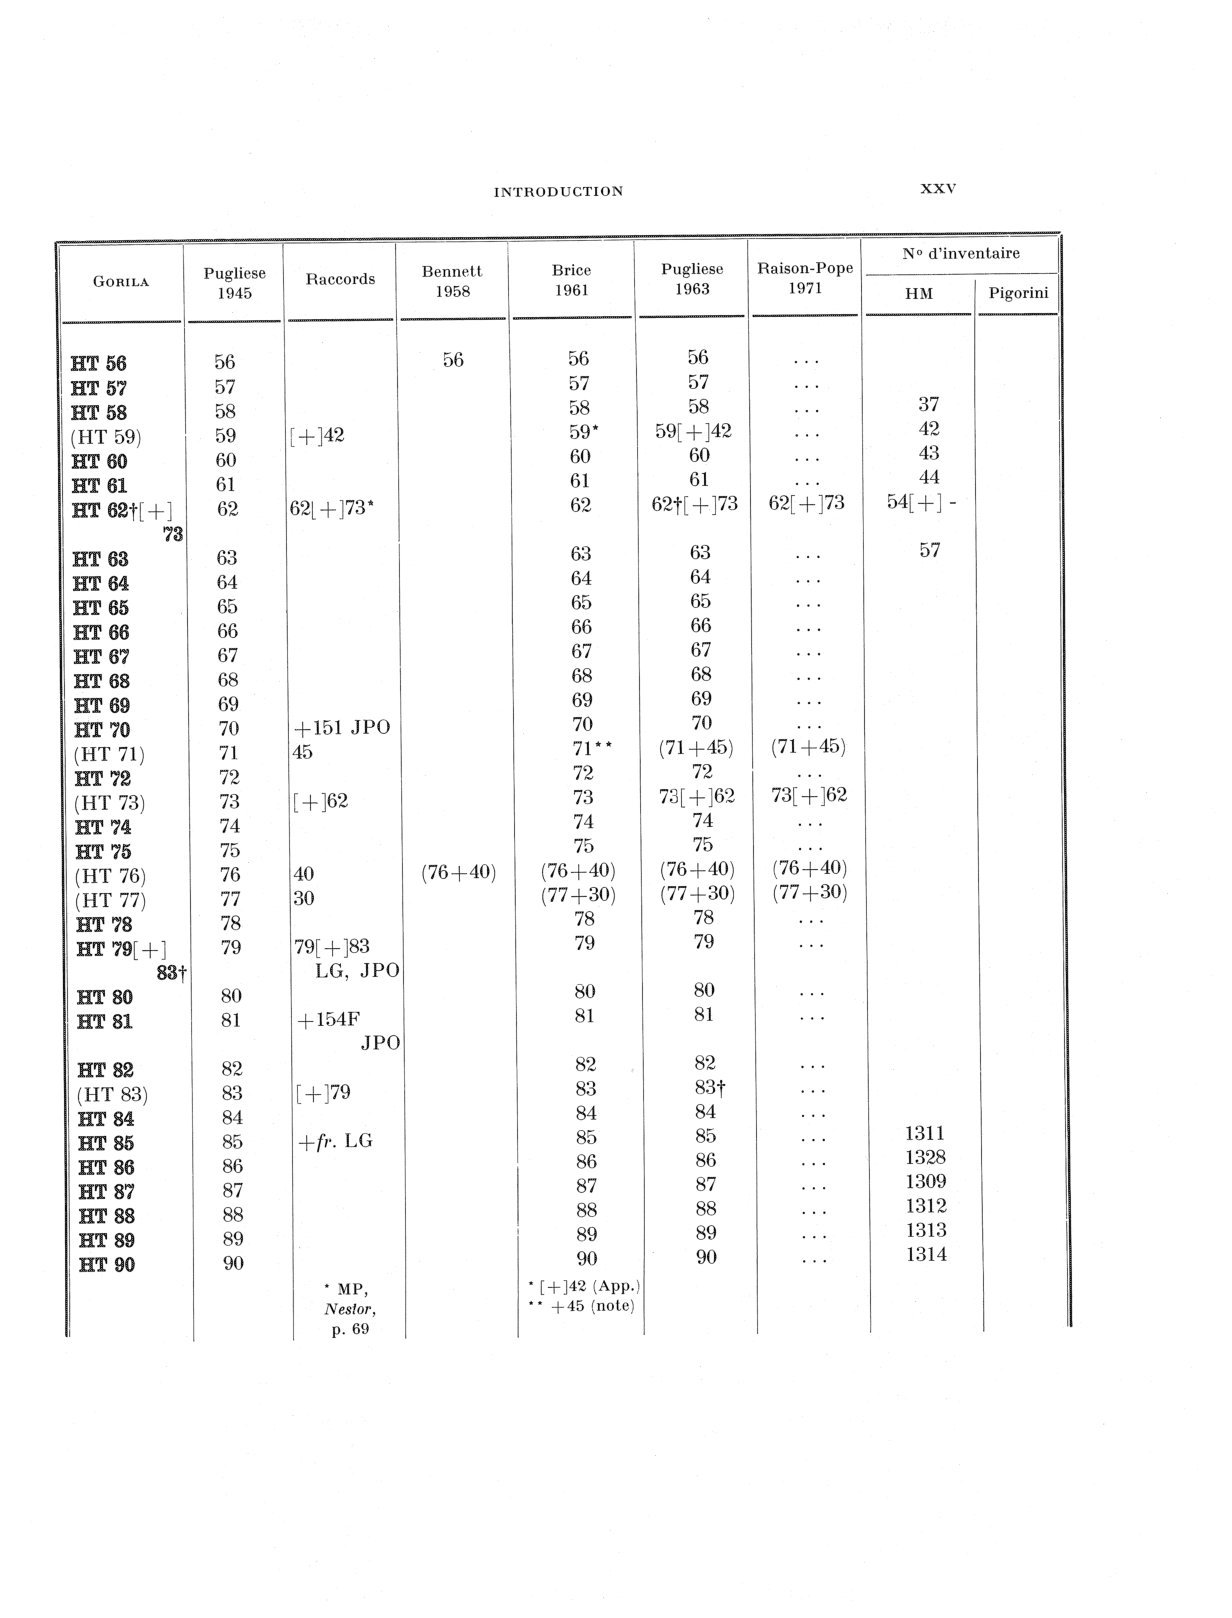 INTRODUCTION XXV
GORILA Pugliese 1945 Raccords Bennett 1958 Brice 1961 Pugliese 1963 Raison-Pope 1971 Nº d'inventaire HM Pigorini
HT 56 56 56 56 56 ...
HT 57 57 57 57 ...
HT 58 58 58 58 ... 37
(HT 59) 59 [+]42 59* 59[+]42 ... 42
HT 60 60 60 60 ... 43
HT 61 61 61 61 ... 44
HT 62†[+] 62 62[+]73* 62 62†[+]73 62[+]73 54[+] -
73
HT 63 63 63 63 ... 57
HT 64 64 64 64 ...
HT 65 65 65 65 ...
HT 66 66 66 66 ...
HT 67 67 67 67 ...
HT 68 68 68 68 ...
HT 69 69 69 69 ...
HT 70 70 +151 JPO 70 70 ...
(HT 71) 71 45 71** (71+45) (71+45)
HT 72 72 72 72 ...
(HT 73) 73 [+]62 73 73[+]62 73[+]62
HT 74 74 74 74 ...
HT 75 75 75 75 ...
(HT 76) 76 40 (76+40) (76+40) (76+40) (76+40)
(HT 77) 77 30 (77+30) (77+30) (77+30)
HT 78 78 78 78 ...
HT 79[+] 79 79[+]83 79 79 ...
83† LG, JPO
HT 80 80 80 80 ...
HT 81 81 +154F 81 81 ...
JPO
HT 82 82 82 82 ...
(HT 83) 83 [+]79 83 83† ...
HT 84 84 84 84 ...
HT 85 85 +fr. LG 85 85 ... 1311
HT 86 86 86 86 ... 1328
HT 87 87 87 87 ... 1309
HT 88 88 88 88 ... 1312
HT 89 89 89 89 ... 1313
HT 90 90 90 90 ... 1314
* MP, * [+]42 (App.)
Nestor, ** +45 (note)
p. 69